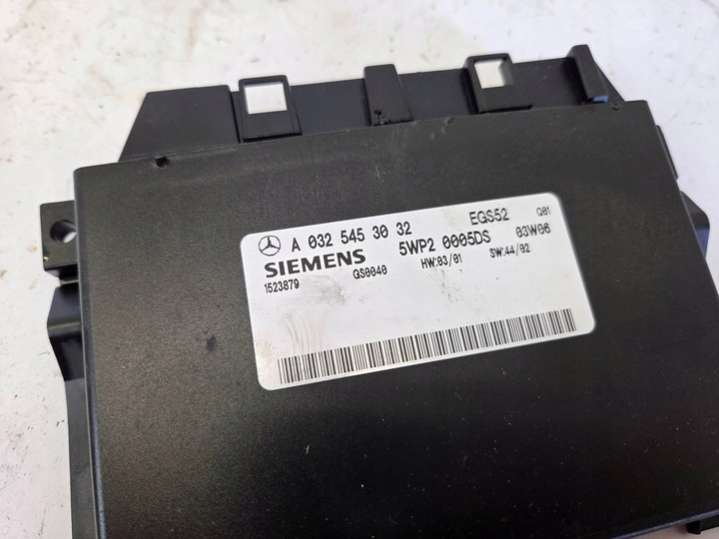 A 032 545 30 32 EGS52 Q01
SIEMENS 5WP2 0005DS 03W06
1523879 GS0040 HW:03/01 SW:44/02